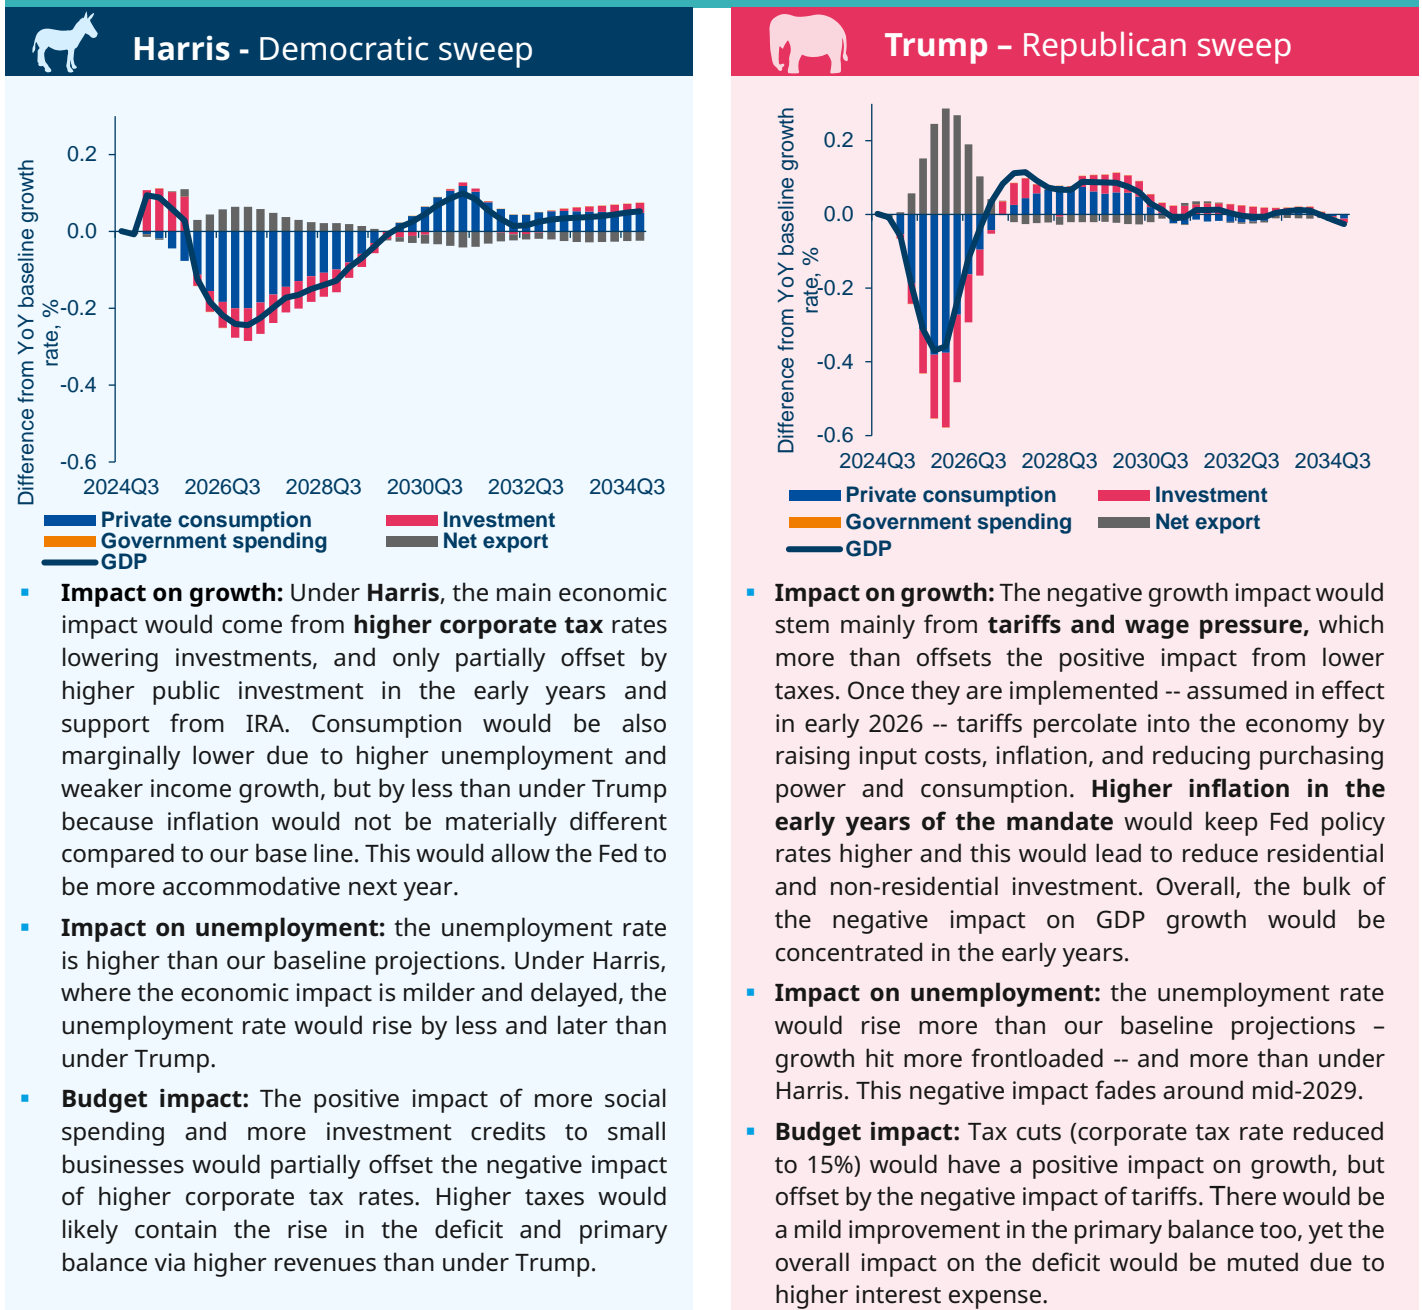 Harris - Democratic sweep
Difference from YoY baseline growth
rate, %
0.2
0.0
-0.2
-0.4
-0.6
2024Q3 2026Q3 2028Q3 2030Q3 2032Q3 2034Q3
Private consumption
Investment
Government spending
Net export
GDP
▪ Impact on growth: Under Harris, the main economic
impact would come from higher corporate tax rates
lowering investments, and only partially offset by
higher public investment in the early years and
support from IRA. Consumption would be also
marginally lower due to higher unemployment and
weaker income growth, but by less than under Trump
because inflation would not be materially different
compared to our base line. This would allow the Fed to
be more accommodative next year.
▪ Impact on unemployment: the unemployment rate
is higher than our baseline projections. Under Harris,
where the economic impact is milder and delayed, the
unemployment rate would rise by less and later than
under Trump.
▪ Budget impact: The positive impact of more social
spending and more investment credits to small
businesses would partially offset the negative impact
of higher corporate tax rates. Higher taxes would
likely contain the rise in the deficit and primary
balance via higher revenues than under Trump.
Trump – Republican sweep
Difference from YoY baseline growth
rate, %
0.2
0.0
-0.2
-0.4
-0.6
2024Q3 2026Q3 2028Q3 2030Q3 2032Q3 2034Q3
Private consumption
Investment
Government spending
Net export
GDP
▪ Impact on growth: The negative growth impact would
stem mainly from tariffs and wage pressure, which
more than offsets the positive impact from lower
taxes. Once they are implemented -- assumed in effect
in early 2026 -- tariffs percolate into the economy by
raising input costs, inflation, and reducing purchasing
power and consumption. Higher inflation in the
early years of the mandate would keep Fed policy
rates higher and this would lead to reduce residential
and non-residential investment. Overall, the bulk of
the negative impact on GDP growth would be
concentrated in the early years.
▪ Impact on unemployment: the unemployment rate
would rise more than our baseline projections –
growth hit more frontloaded -- and more than under
Harris. This negative impact fades around mid-2029.
▪ Budget impact: Tax cuts (corporate tax rate reduced
to 15%) would have a positive impact on growth, but
offset by the negative impact of tariffs. There would be
a mild improvement in the primary balance too, yet the
overall impact on the deficit would be muted due to
higher interest expense.